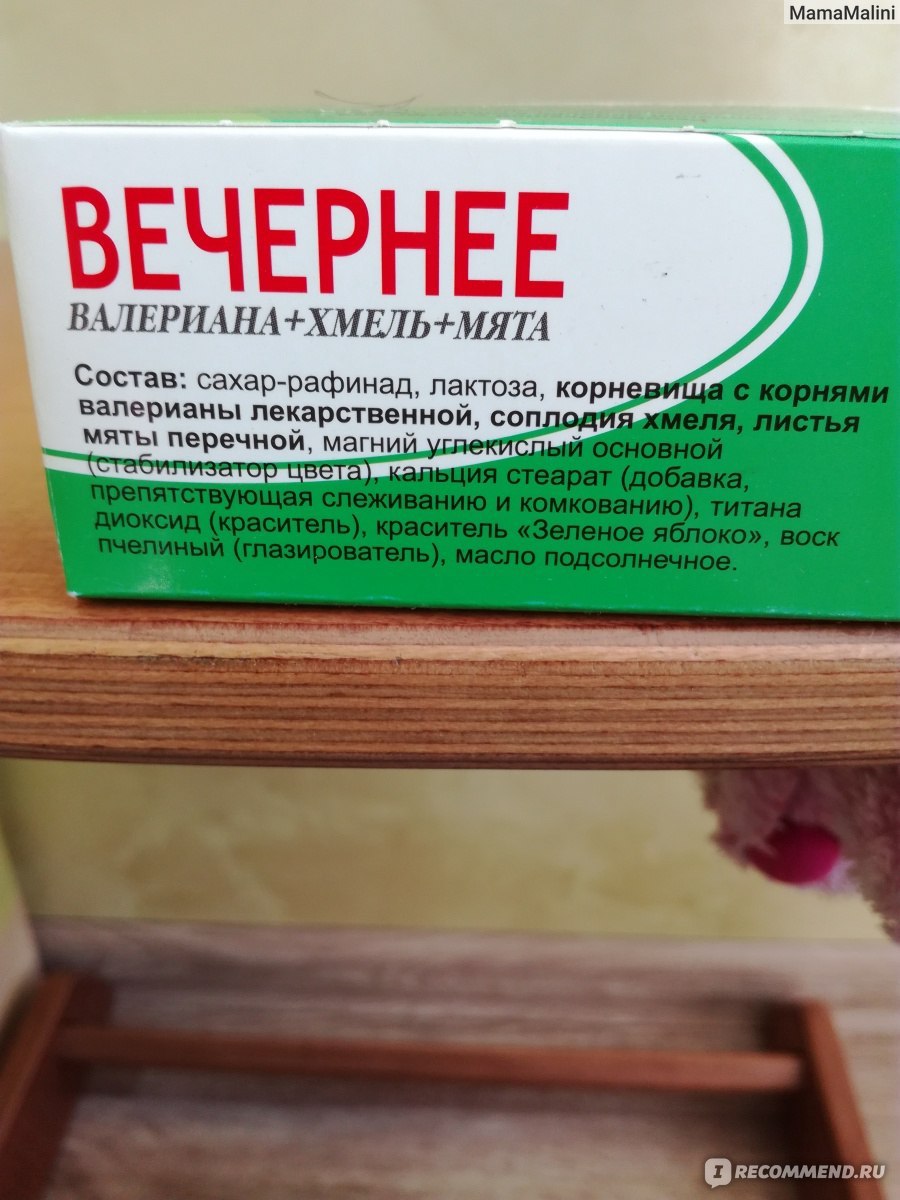 MamaMalini
ВЕЧЕРНЕЕ
ВАЛЕРИАНА+ХМЕЛЬ+МЯТА
Состав: сахар-рафинад, лактоза, корневища с корнями
валерианы лекарственной, соплодия хмеля, листья
мяты перечной, магний углекислый основной
(стабилизатор цвета), кальция стеарат (добавка,
препятствующая слеживанию и комкованию), титана
диоксид (краситель), краситель «Зеленое яблоко», воск
пчелиный (глазирователь), масло подсолнечное.
IRECOMMEND.RU